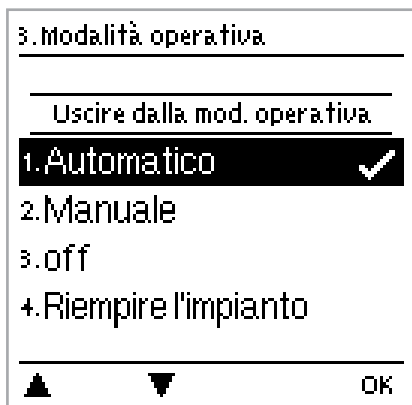 3.Modalità operativa
Uscire dalla mod. operativa
1.Automatico
2.Manuale
3.off
4.Riempire l'impianto
OK